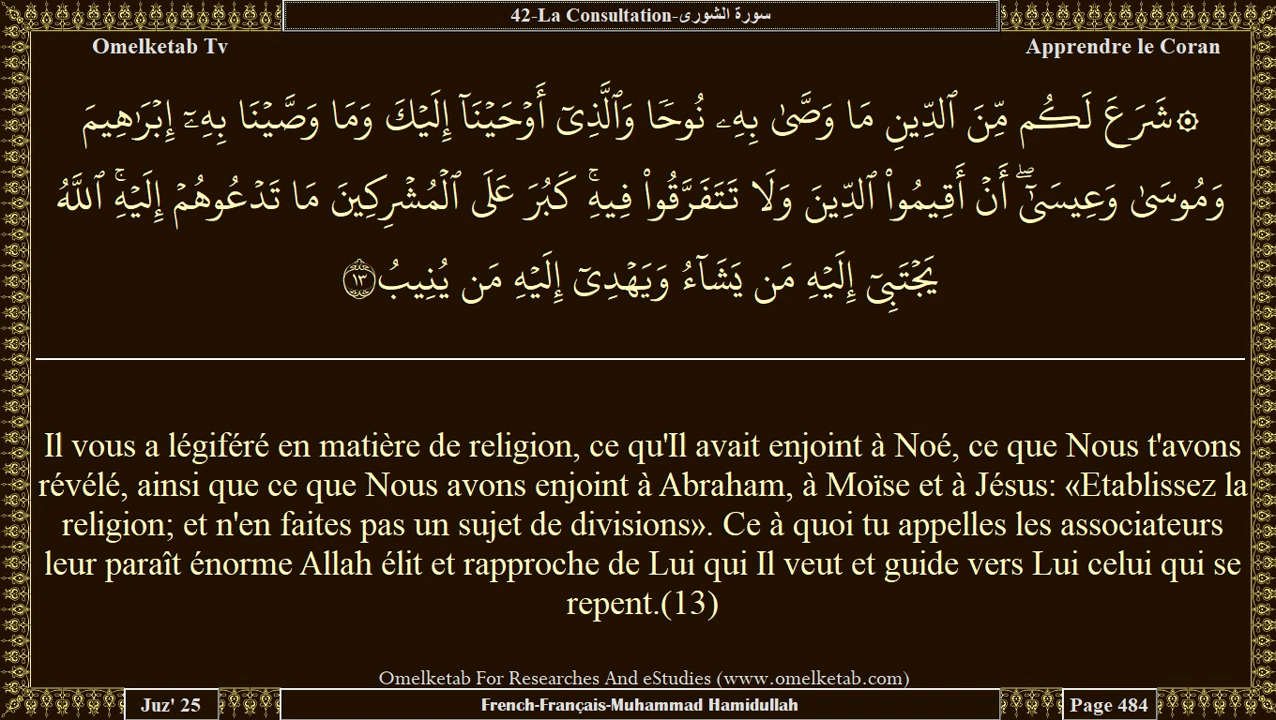 42-La Consultation-سورة الشورى
Omelketab Tv
Apprendre le Coran
۞شَرَعَ لَكُم مِّنَ ٱلدِّينِ مَا وَصَّىٰ بِهِۦ نُوحٗا وَٱلَّذِيٓ أَوۡحَيۡنَآ إِلَيۡكَ وَمَا وَصَّيۡنَا بِهِۦٓ إِبۡرَٰهِيمَ
وَمُوسَىٰ وَعِيسَىٰٓۖ أَنۡ أَقِيمُواْ ٱلدِّينَ وَلَا تَتَفَرَّقُواْ فِيهِۚ كَبُرَ عَلَى ٱلۡمُشۡرِكِينَ مَا تَدۡعُوهُمۡ إِلَيۡهِۚ ٱللَّهُ
يَجۡتَبِيٓ إِلَيۡهِ مَن يَشَآءُ وَيَهۡدِيٓ إِلَيۡهِ مَن يُنِيبُ ١٣
Il vous a légiféré en matière de religion, ce qu'Il avait enjoint à Noé, ce que Nous t'avons
révélé, ainsi que ce que Nous avons enjoint à Abraham, à Moïse et à Jésus: «Etablissez la
religion; et n'en faites pas un sujet de divisions». Ce à quoi tu appelles les associateurs
leur paraît énorme Allah élit et rapproche de Lui qui Il veut et guide vers Lui celui qui se
repent.(13)
Omelketab For Researches And eStudies (www.omelketab.com)
Juz' 25
French-Français-Muhammad Hamidullah
Page 484